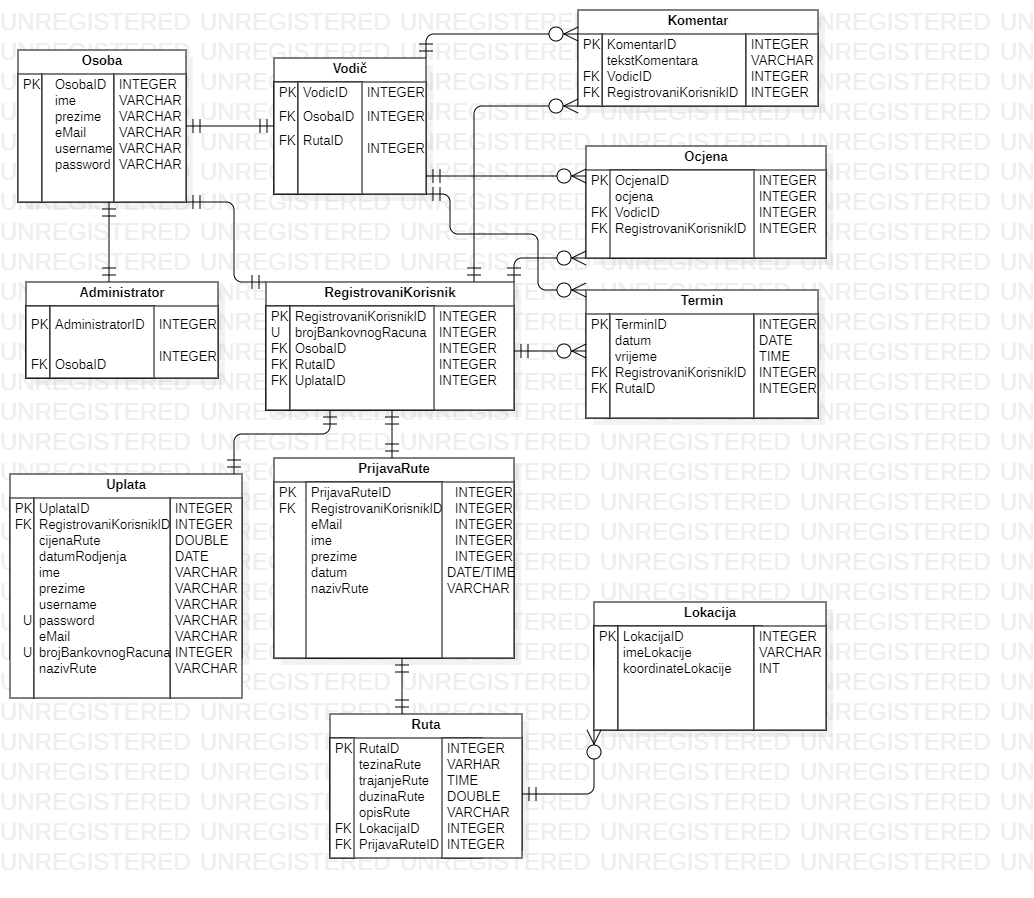 Osoba
PK OsobaID INTEGER
ime VARCHAR
prezime VARCHAR
eMail VARCHAR
username VARCHAR
password VARCHAR
Vodič
PK VodicID INTEGER
FK OsobaID INTEGER
FK RutaID INTEGER
Komentar
PK KomentarID INTEGER
tekstKomentara VARCHAR
FK VodicID INTEGER
FK RegistrovaniKorisnikID INTEGER
Ocjena
PK OcjenaID INTEGER
ocjena INTEGER
FK VodicID INTEGER
FK RegistrovaniKorisnikID INTEGER
Administrator
PK AdministratorID INTEGER
FK OsobaID INTEGER
RegistrovaniKorisnik
PK RegistrovaniKorisnikID INTEGER
U brojBankovnogRacuna INTEGER
FK OsobaID INTEGER
FK RutaID INTEGER
FK UplataID INTEGER
Termin
PK TerminID INTEGER
datum DATE
vrijeme TIME
FK RegistrovaniKorisnikID INTEGER
FK RutaID INTEGER
Uplata
PK UplataID INTEGER
FK RegistrovaniKorisnikID INTEGER
cijenaRute DOUBLE
datumRodjenja DATE
ime VARCHAR
prezime VARCHAR
username VARCHAR
U password VARCHAR
eMail VARCHAR
U brojBankovnogRacuna INTEGER
nazivRute VARCHAR
PrijavaRute
PK PrijavaRuteID INTEGER
FK RegistrovaniKorisnikID INTEGER
eMail INTEGER
ime INTEGER
prezime INTEGER
datum DATE/TIME
nazivRute VARCHAR
Lokacija
PK LokacijaID INTEGER
imeLokacije VARCHAR
koordinateLokacije INT
Ruta
PK RutaID INTEGER
tezinaRute VARHAR
trajanjeRute TIME
duzinaRute DOUBLE
opisRute VARCHAR
FK LokacijaID INTEGER
FK PrijavaRuteID INTEGER
UNREGISTERED